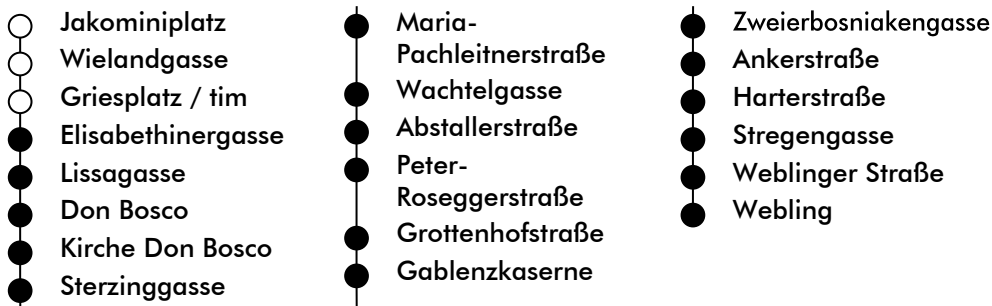 Jakominiplatz
Wielandgasse
Griesplatz / tim
Elisabethinergasse
Lissagasse
Don Bosco
Kirche Don Bosco
Sterzinggasse
Maria-
Pachleitnerstraße
Wachtelgasse
Abstallerstraße
Peter-
Roseggerstraße
Grottenhofstraße
Gablenzkaserne
Zweierbosniakengasse
Ankerstraße
Harterstraße
Stregengasse
Weblinger Straße
Webling